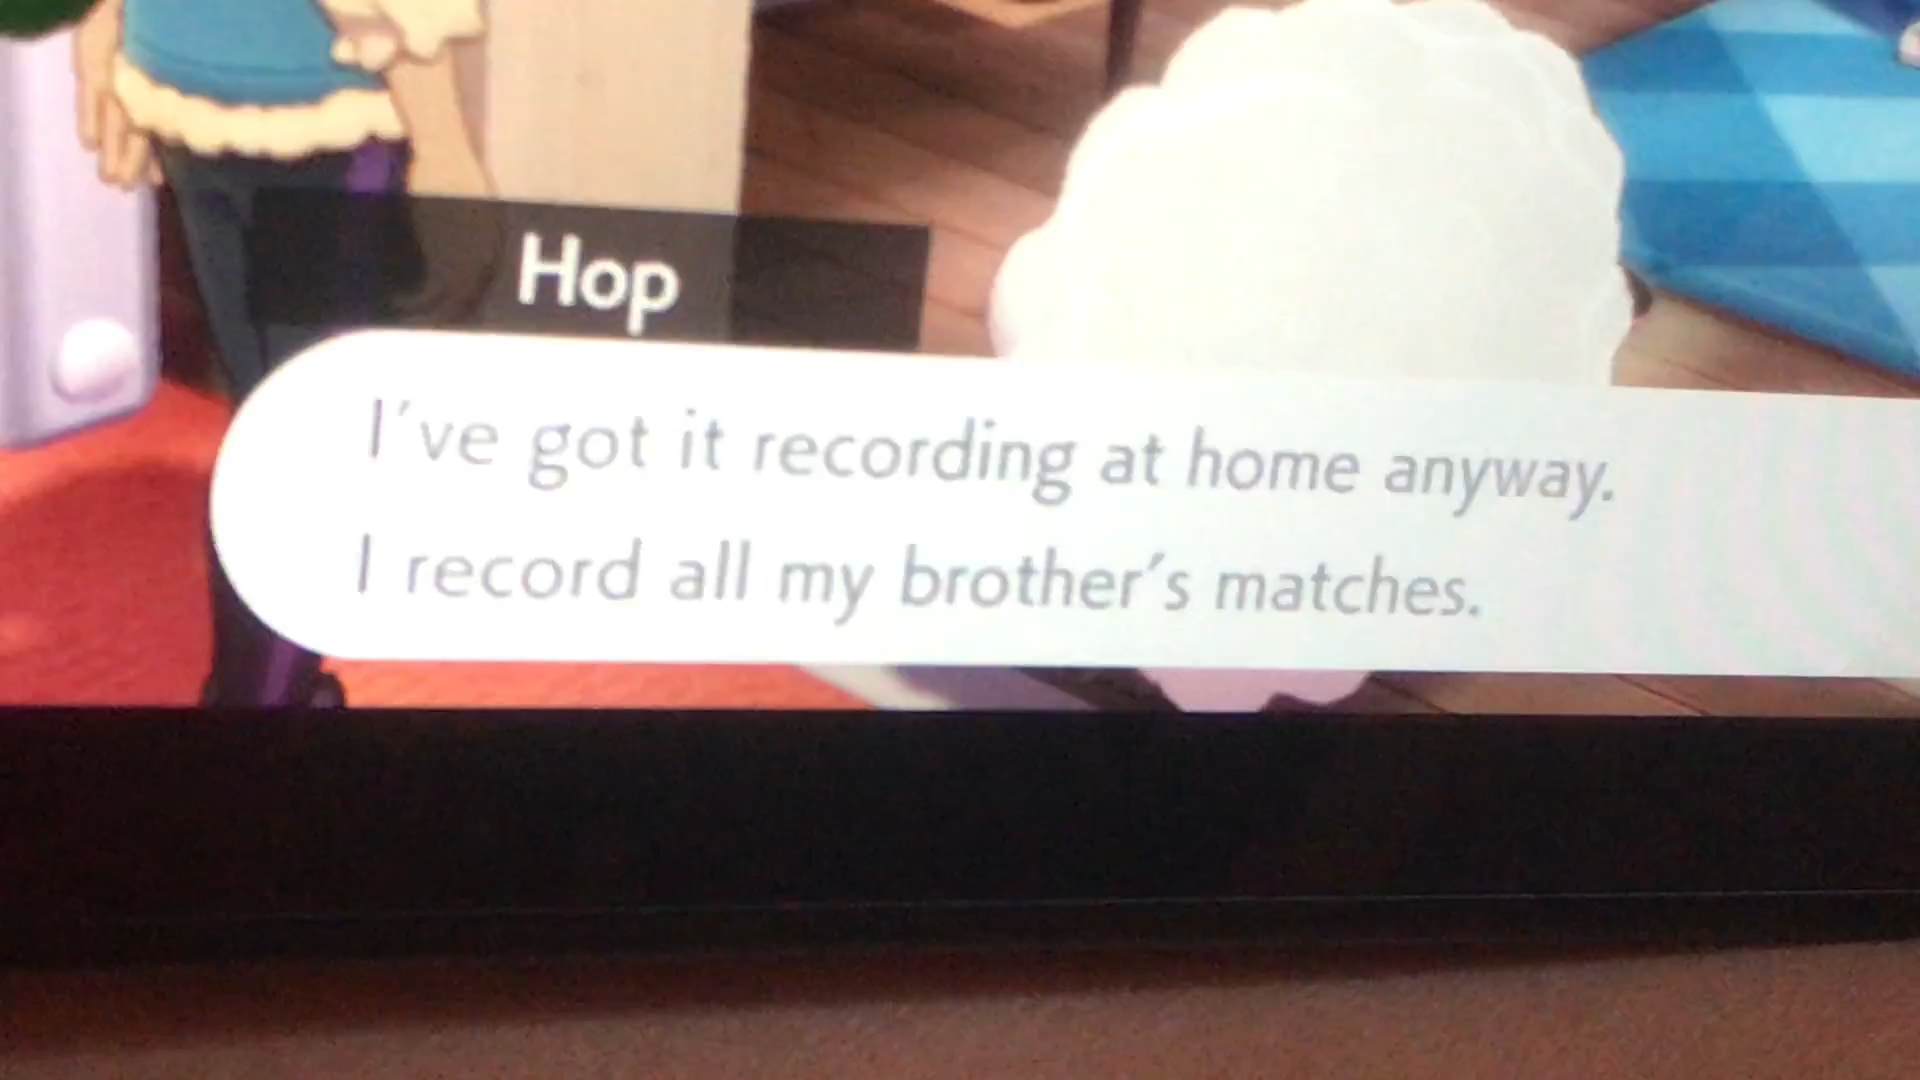 Hop
I've got it recording at home anyway.
I record all my brother's matches.